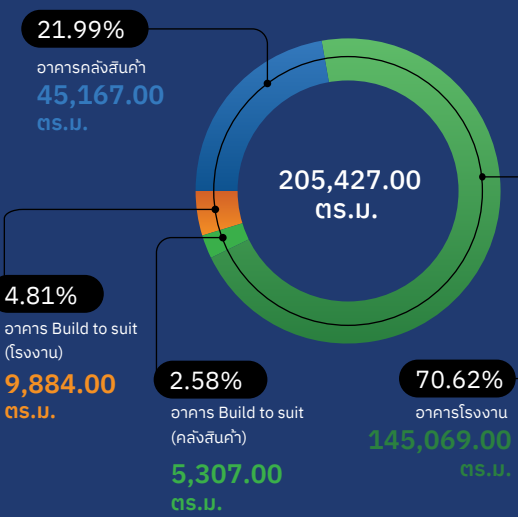 21.99%
อาคารคลังสินค้า
45,167.00
ตร.ม.
205,427.00
ตร.ม.
4.81%
อาคาร Build to suit
(โรงงาน)
9,884.00
ตร.ม.
2.58%
อาคาร Build to suit
(คลังสินค้า)
5,307.00
ตร.ม.
70.62%
อาคารโรงงาน
145,069.00
ตร.ม.